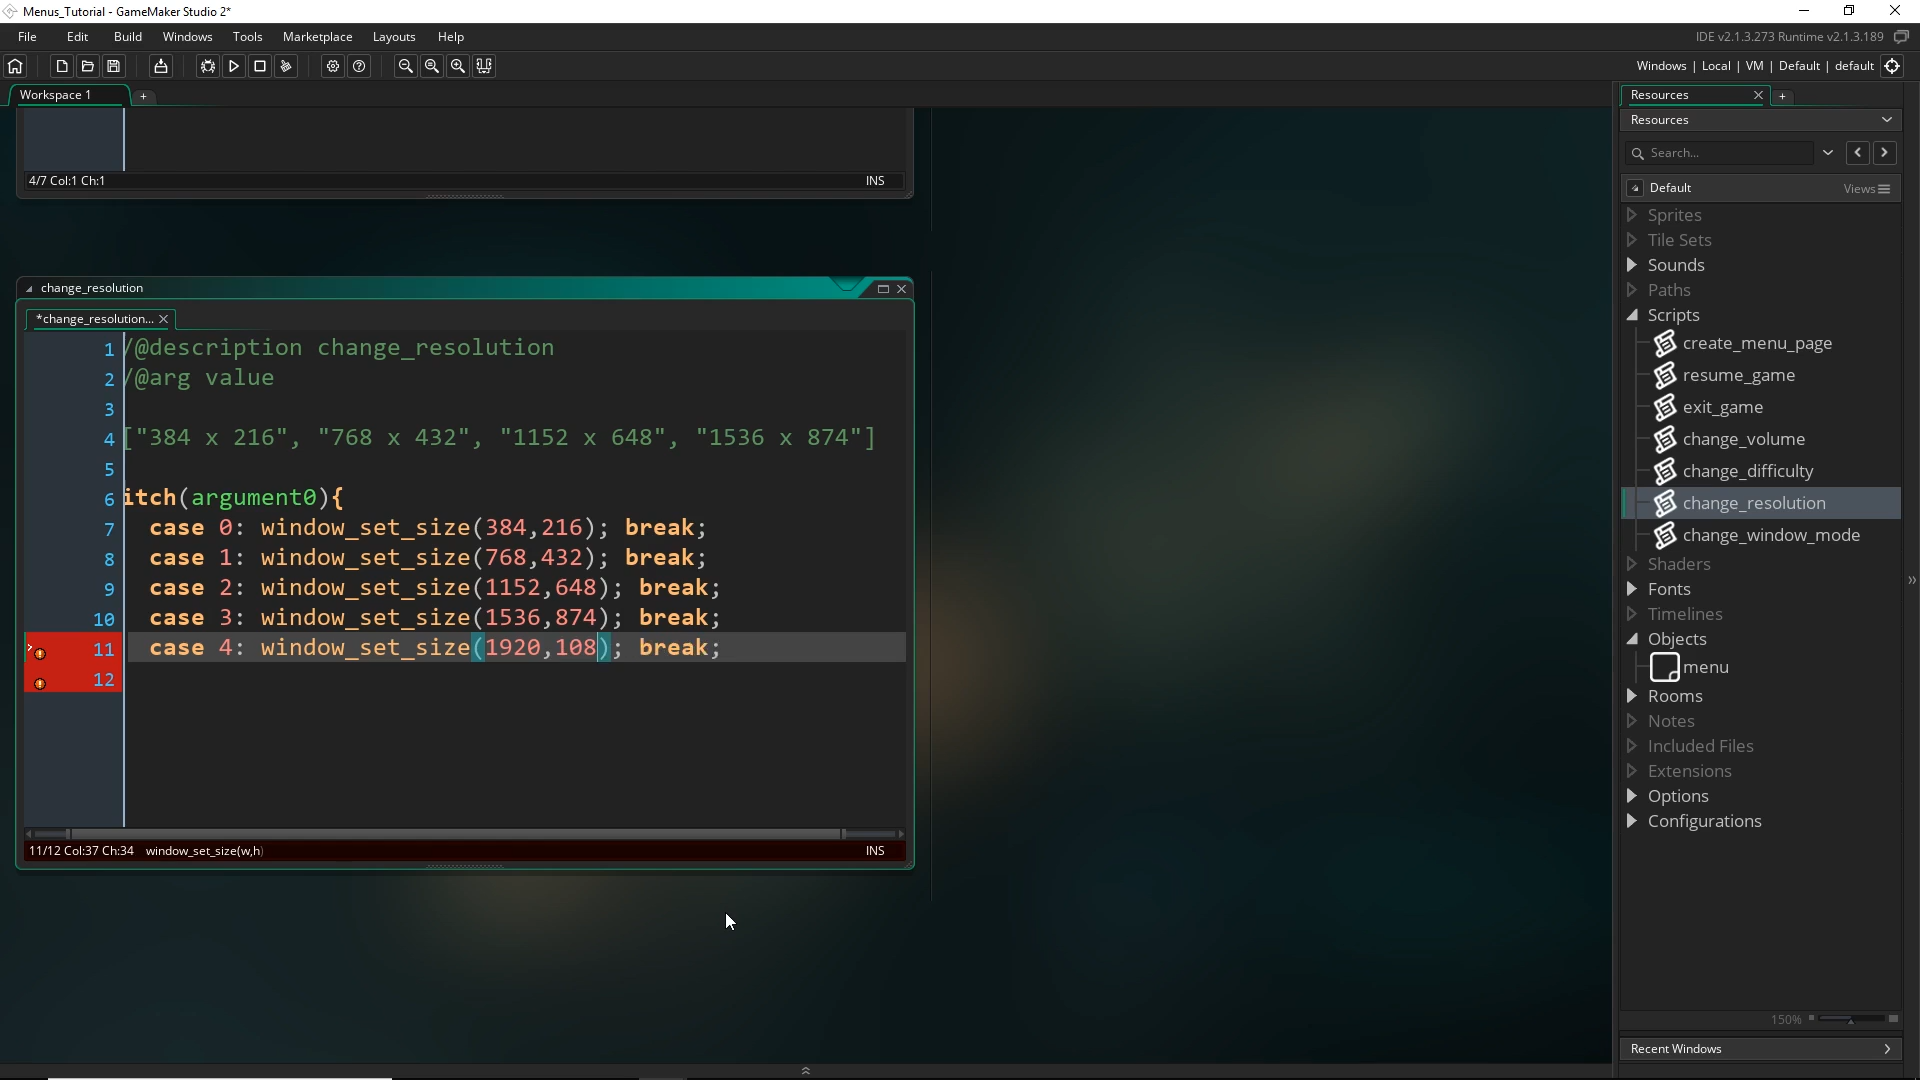 Menus_Tutorial - GameMaker Studio 2*
File Edit Build Windows Tools Marketplace Layouts Help
IDE v2.1.3.273 Runtime v2.1.3.189
Windows | Local | VM | Default | default
Workspace 1 +
4/7 Col:1 Ch:1 INS
change_resolution
*change_resolution...
1 /@description change_resolution
2 /@arg value
3
4 ["384 x 216", "768 x 432", "1152 x 648", "1536 x 874"]
5
6 itch(argument0){
7 case 0: window_set_size(384,216); break;
8 case 1: window_set_size(768,432); break;
9 case 2: window_set_size(1152,648); break;
10 case 3: window_set_size(1536,874); break;
11 case 4: window_set_size(1920,108); break;
12
11/12 Col:37 Ch:34 window_set_size(w,h) INS
Resources +
Resources
Search...
Default Views
Sprites
Tile Sets
Sounds
Paths
Scripts
create_menu_page
resume_game
exit_game
change_volume
change_difficulty
change_resolution
change_window_mode
Shaders
Fonts
Timelines
Objects
menu
Rooms
Notes
Included Files
Extensions
Options
Configurations
150%
Recent Windows